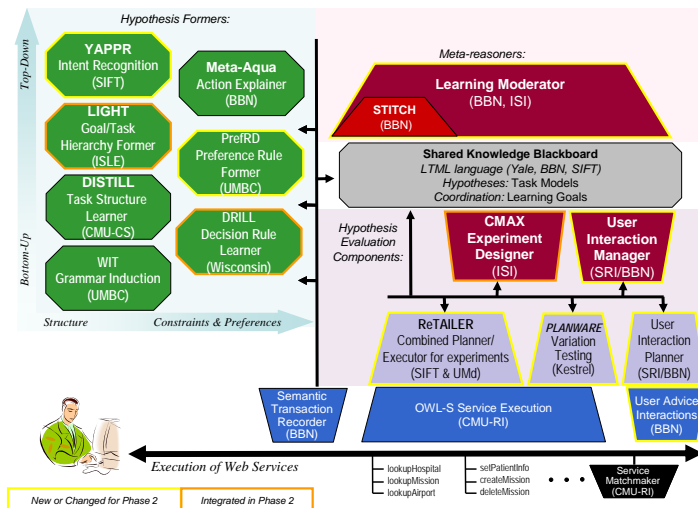 Hypothesis Formers:
Top-Down
Bottom-Up
YAPPR
Intent Recognition
(SIFT)
LIGHT
Goal/Task
Hierarchy Former
(ISLE)
DISTILL
Task Structure
Learner
(CMU-CS)
WIT
Grammar Induction
(UMBC)
Meta-Aqua
Action Explainer
(BBN)
PrefRD
Preference Rule
Former
(UMBC)
DRILL
Decision Rule
Learner
(Wisconsin)
Structure
Constraints & Preferences
Meta-reasoners:
Learning Moderator
(BBN, ISI)
STITCH
(BBN)
Shared Knowledge Blackboard
LTML language (Yale, BBN, SIFT)
Hypotheses: Task Models
Coordination: Learning Goals
Hypothesis
Evaluation
Components:
CMAX
Experiment
Designer
(ISI)
User
Interaction
Manager
(SRI/BBN)
ReTAILER
Combined Planner/
Executor for experiments
(SIFT & UMd)
PLANWARE
Variation
Testing
(Kestrel)
User
Interaction
Planner
(SRI/BBN)
Semantic
Transaction
Recorder
(BBN)
OWL-S Service Execution
(CMU-RI)
User Advice
Interactions
(BBN)
Execution of Web Services
•lookupHospital
•lookupMission
•lookupAirport
•setPatientInfo
•createMission
•deleteMission
• • •
Service
Matchmaker
(CMU-RI)
New or Changed for Phase 2
Integrated in Phase 2